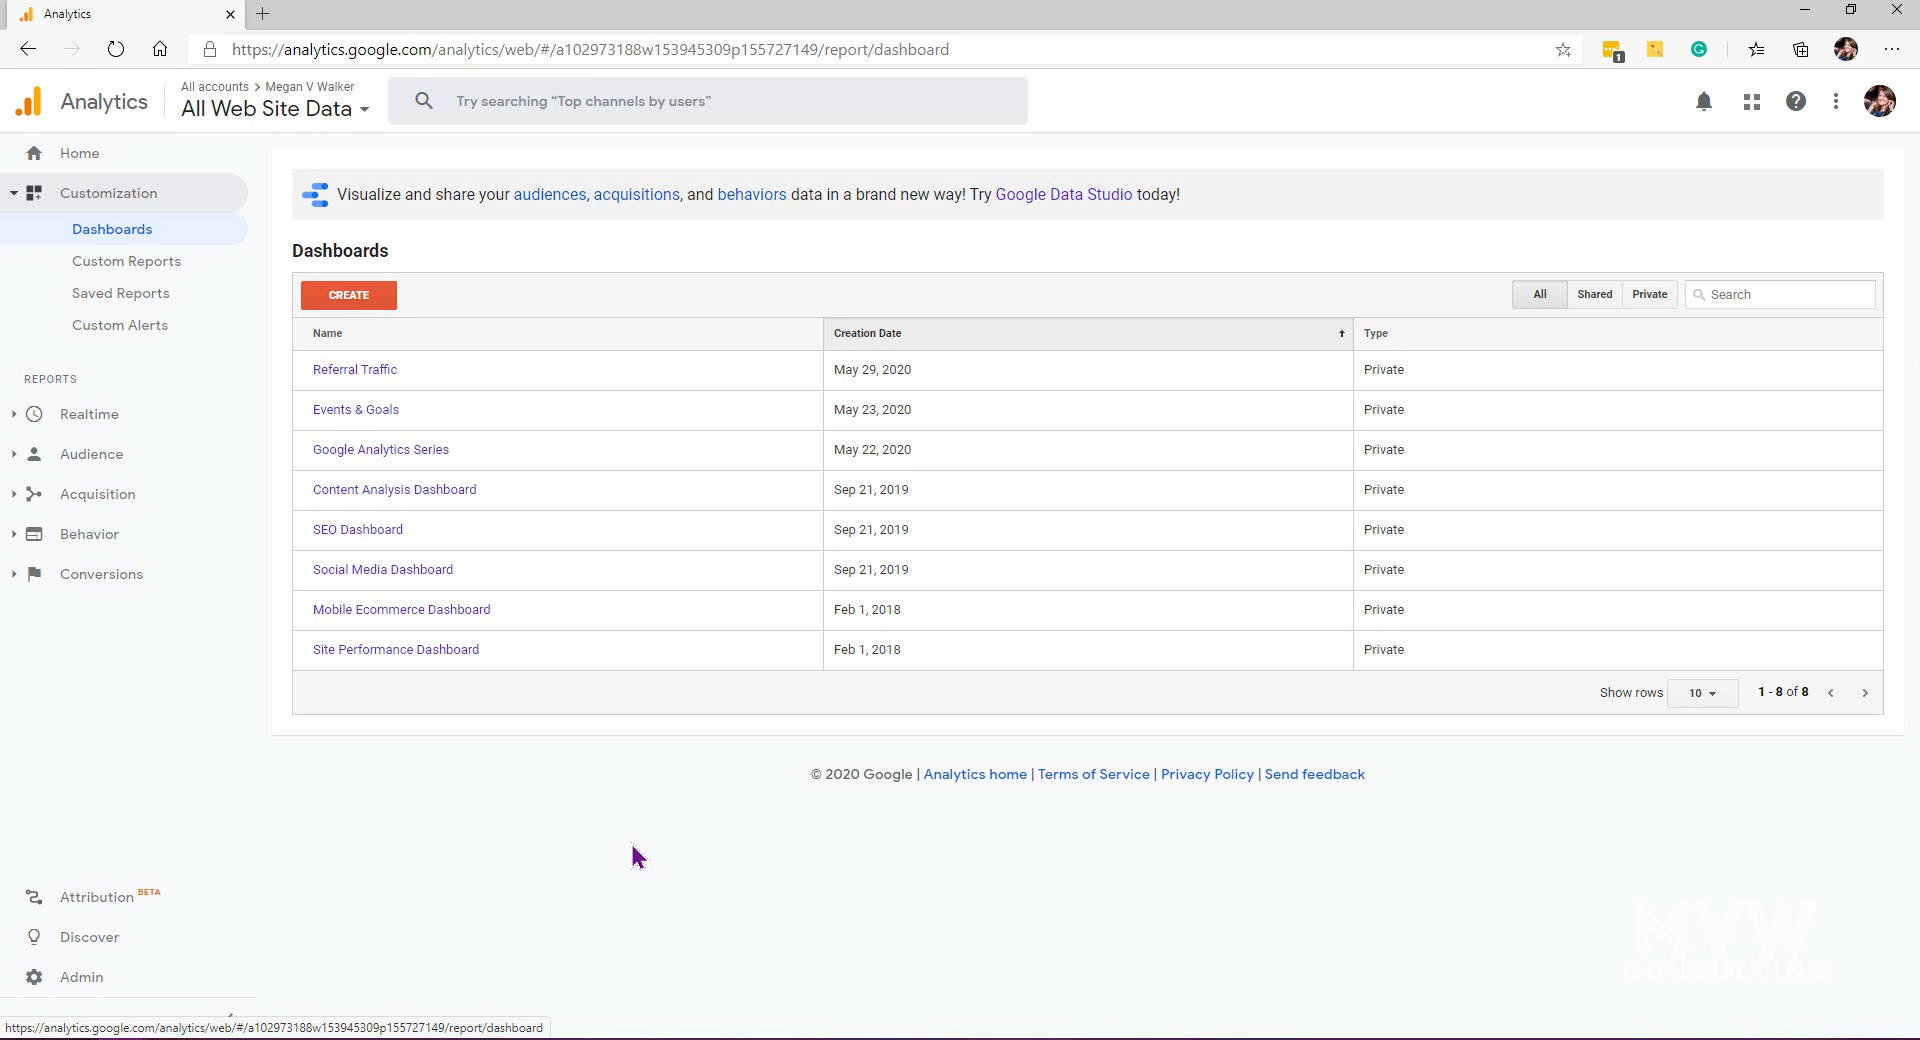 Analytics
https://analytics.google.com/analytics/web/#/a102973188w153945309p155727149/report/dashboard
1
Analytics
All accounts > Megan V Walker
All Web Site Data
Try searching “Top channels by users”
Home
Customization
Dashboards
Custom Reports
Saved Reports
Custom Alerts
REPORTS
Realtime
Audience
Acquisition
Behavior
Conversions
Attribution BETA
Discover
Admin
Visualize and share your audiences, acquisitions, and behaviors data in a brand new way! Try Google Data Studio today!
Dashboards
CREATE
All Shared Private Search
Name Creation Date Type
Referral Traffic May 29, 2020 Private
Events & Goals May 23, 2020 Private
Google Analytics Series May 22, 2020 Private
Content Analysis Dashboard Sep 21, 2019 Private
SEO Dashboard Sep 21, 2019 Private
Social Media Dashboard Sep 21, 2019 Private
Mobile Ecommerce Dashboard Feb 1, 2018 Private
Site Performance Dashboard Feb 1, 2018 Private
Show rows 10 1 - 8 of 8
© 2020 Google | Analytics home | Terms of Service | Privacy Policy | Send feedback
MVW
https://analytics.google.com/analytics/web/#/a102973188w153945309p155727149/report/dashboard